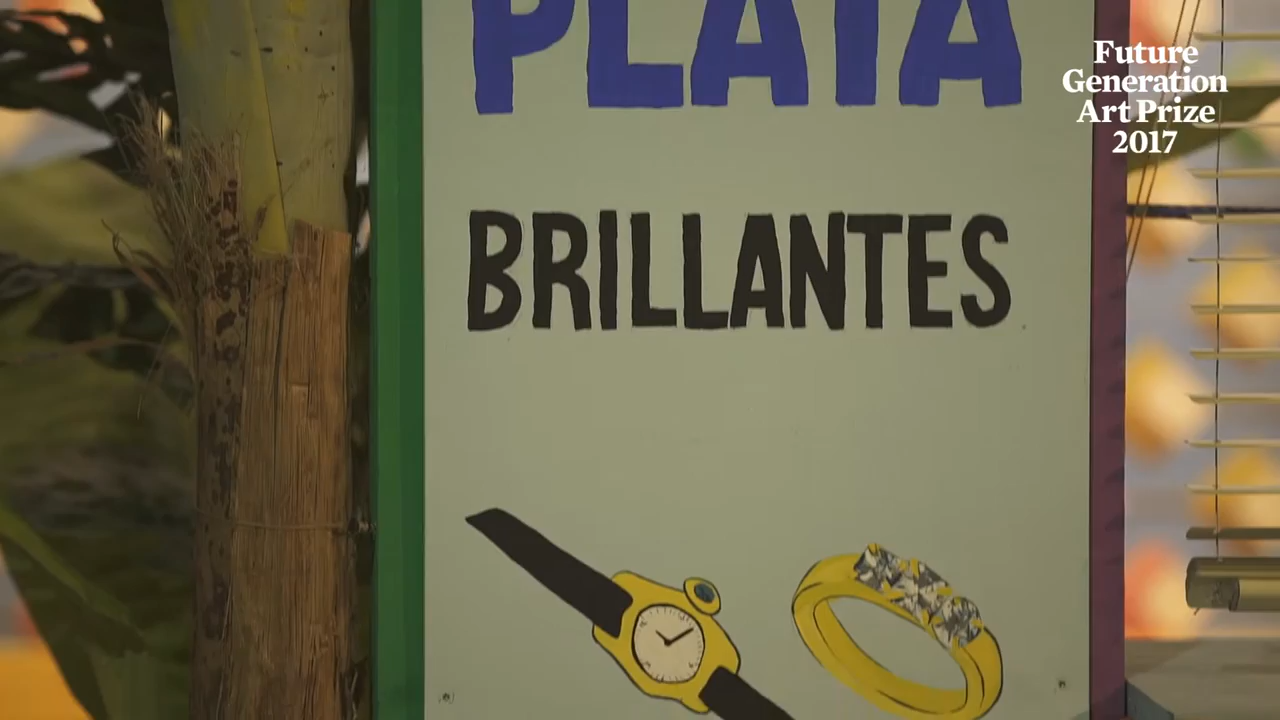 PLATA
BRILLANTES
Future
Generation
Art Prize
2017